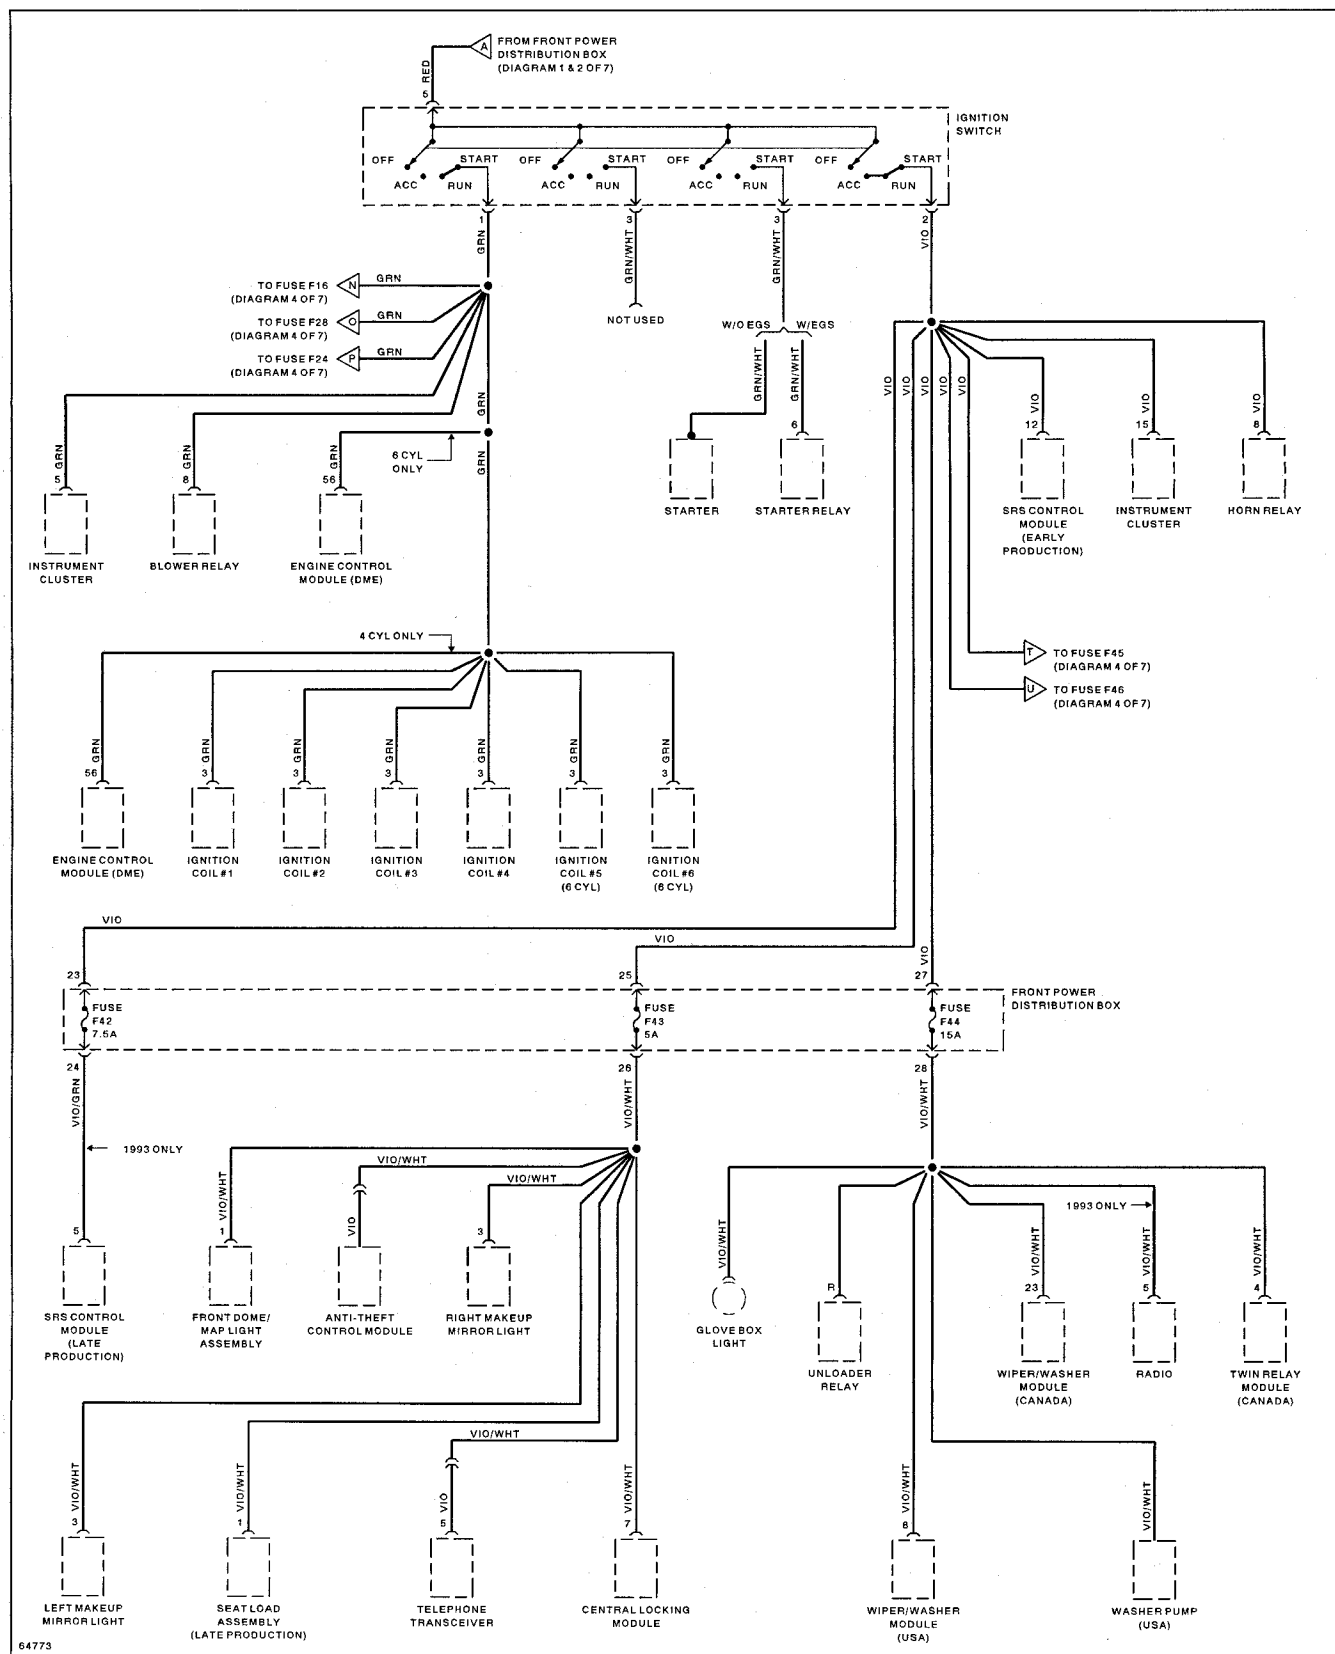 A
FROM FRONT POWER
DISTRIBUTION BOX
(DIAGRAM 1 & 2 OF 7)
RED
5
IGNITION
SWITCH
OFF
START
OFF
START
OFF
START
OFF
START
ACC
RUN
ACC
RUN
ACC
RUN
ACC
RUN
1
3
3
2
GRN
GRN/WHT
GRN/WHT
VIO
TO FUSE F16
(DIAGRAM 4 OF 7)
N
GRN
TO FUSE F28
(DIAGRAM 4 OF 7)
O
GRN
TO FUSE F24
(DIAGRAM 4 OF 7)
P
GRN
NOT USED
W/O EGS
W/EGS
GRN/WHT
GRN/WHT
VIO
VIO
VIO
VIO
VIO
VIO
VIO
VIO
GRN
6 CYL
ONLY
GRN
GRN
GRN
GRN
5
8
56
6
12
15
8
INSTRUMENT
CLUSTER
BLOWER RELAY
ENGINE CONTROL
MODULE (DME)
STARTER
STARTER RELAY
SRS CONTROL
MODULE
(EARLY
PRODUCTION)
INSTRUMENT
CLUSTER
HORN RELAY
4 CYL ONLY
T
TO FUSE F45
(DIAGRAM 4 OF 7)
U
TO FUSE F46
(DIAGRAM 4 OF 7)
GRN
GRN
GRN
GRN
GRN
GRN
GRN
56
3
3
3
3
3
3
ENGINE CONTROL
MODULE (DME)
IGNITION
COIL #1
IGNITION
COIL #2
IGNITION
COIL #3
IGNITION
COIL #4
IGNITION
COIL #5
(6 CYL)
IGNITION
COIL #6
(6 CYL)
VIO
VIO
VIO
23
25
27
FUSE
F42
7.5A
FUSE
F43
5A
FUSE
F44
15A
FRONT POWER
DISTRIBUTION BOX
24
26
28
VIO/GRN
VIO/WHT
VIO/WHT
1993 ONLY
VIO/WHT
VIO/WHT
VIO/WHT
VIO
1993 ONLY
VIO/WHT
VIO/WHT
VIO/WHT
VIO/WHT
5
1
3
R
23
5
4
SRS CONTROL
MODULE
(LATE
PRODUCTION)
FRONT DOME/
MAP LIGHT
ASSEMBLY
ANTI-THEFT
CONTROL MODULE
RIGHT MAKEUP
MIRROR LIGHT
GLOVE BOX
LIGHT
UNLOADER
RELAY
WIPER/WASHER
MODULE
(CANADA)
RADIO
TWIN RELAY
MODULE
(CANADA)
VIO/WHT
VIO/WHT
VIO/WHT
VIO
VIO/WHT
VIO/WHT
VIO/WHT
3
1
5
7
8
LEFT MAKEUP
MIRROR LIGHT
SEAT LOAD
ASSEMBLY
(LATE PRODUCTION)
TELEPHONE
TRANSCEIVER
CENTRAL LOCKING
MODULE
WIPER/WASHER
MODULE
(USA)
WASHER PUMP
(USA)
64773